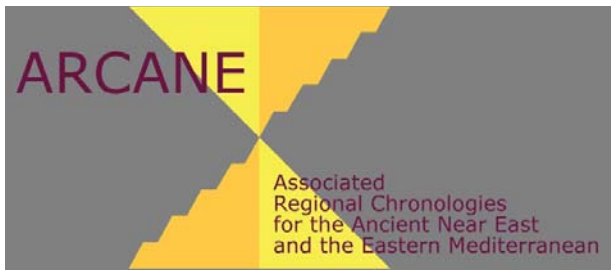 ARCANE
Associated
Regional Chronologies
for the Ancient Near East
and the Eastern Mediterranean